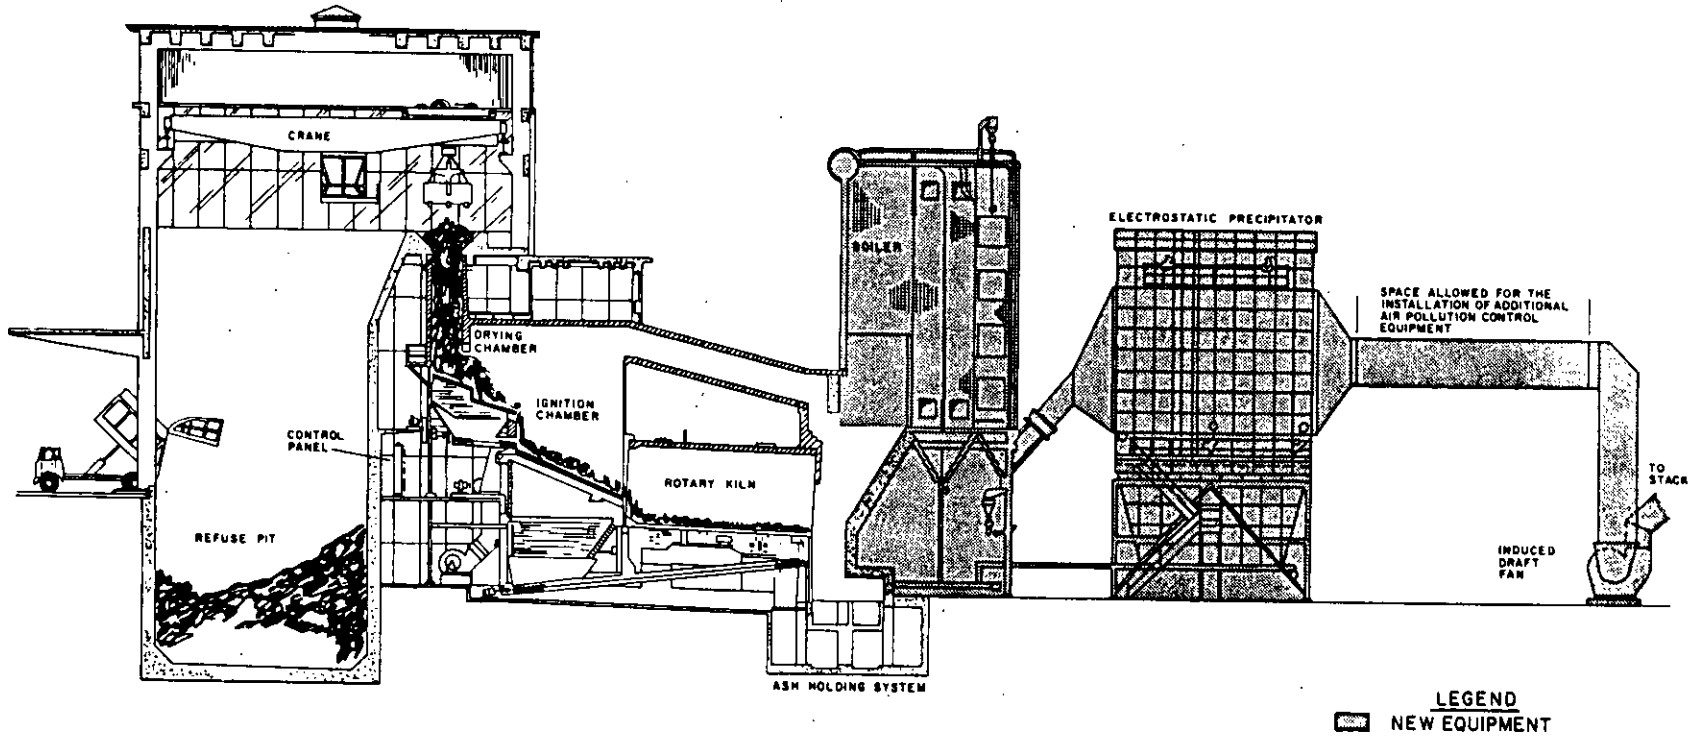 CRANE
BOILER
ELECTROSTATIC PRECIPITATOR
SPACE ALLOWED FOR THE
INSTALLATION OF ADDITIONAL
AIR POLLUTION CONTROL
EQUIPMENT
DRYING
CHAMBER
IGNITION
CHAMBER
CONTROL
PANEL
ROTARY KILN
TO
STACK
REFUSE PIT
INDUCED
DRAFT
FAN
ASH HOLDING SYSTEM
LEGEND
NEW EQUIPMENT